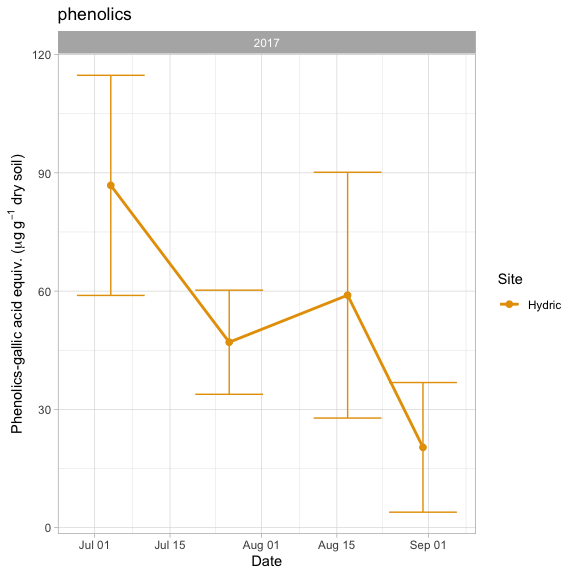 phenolics
2017
120
90
60
30
0
Phenolics-gallic acid equiv. (μg g⁻¹ dry soil)
Jul 01
Jul 15
Aug 01
Aug 15
Sep 01
Date
Site
Hydric